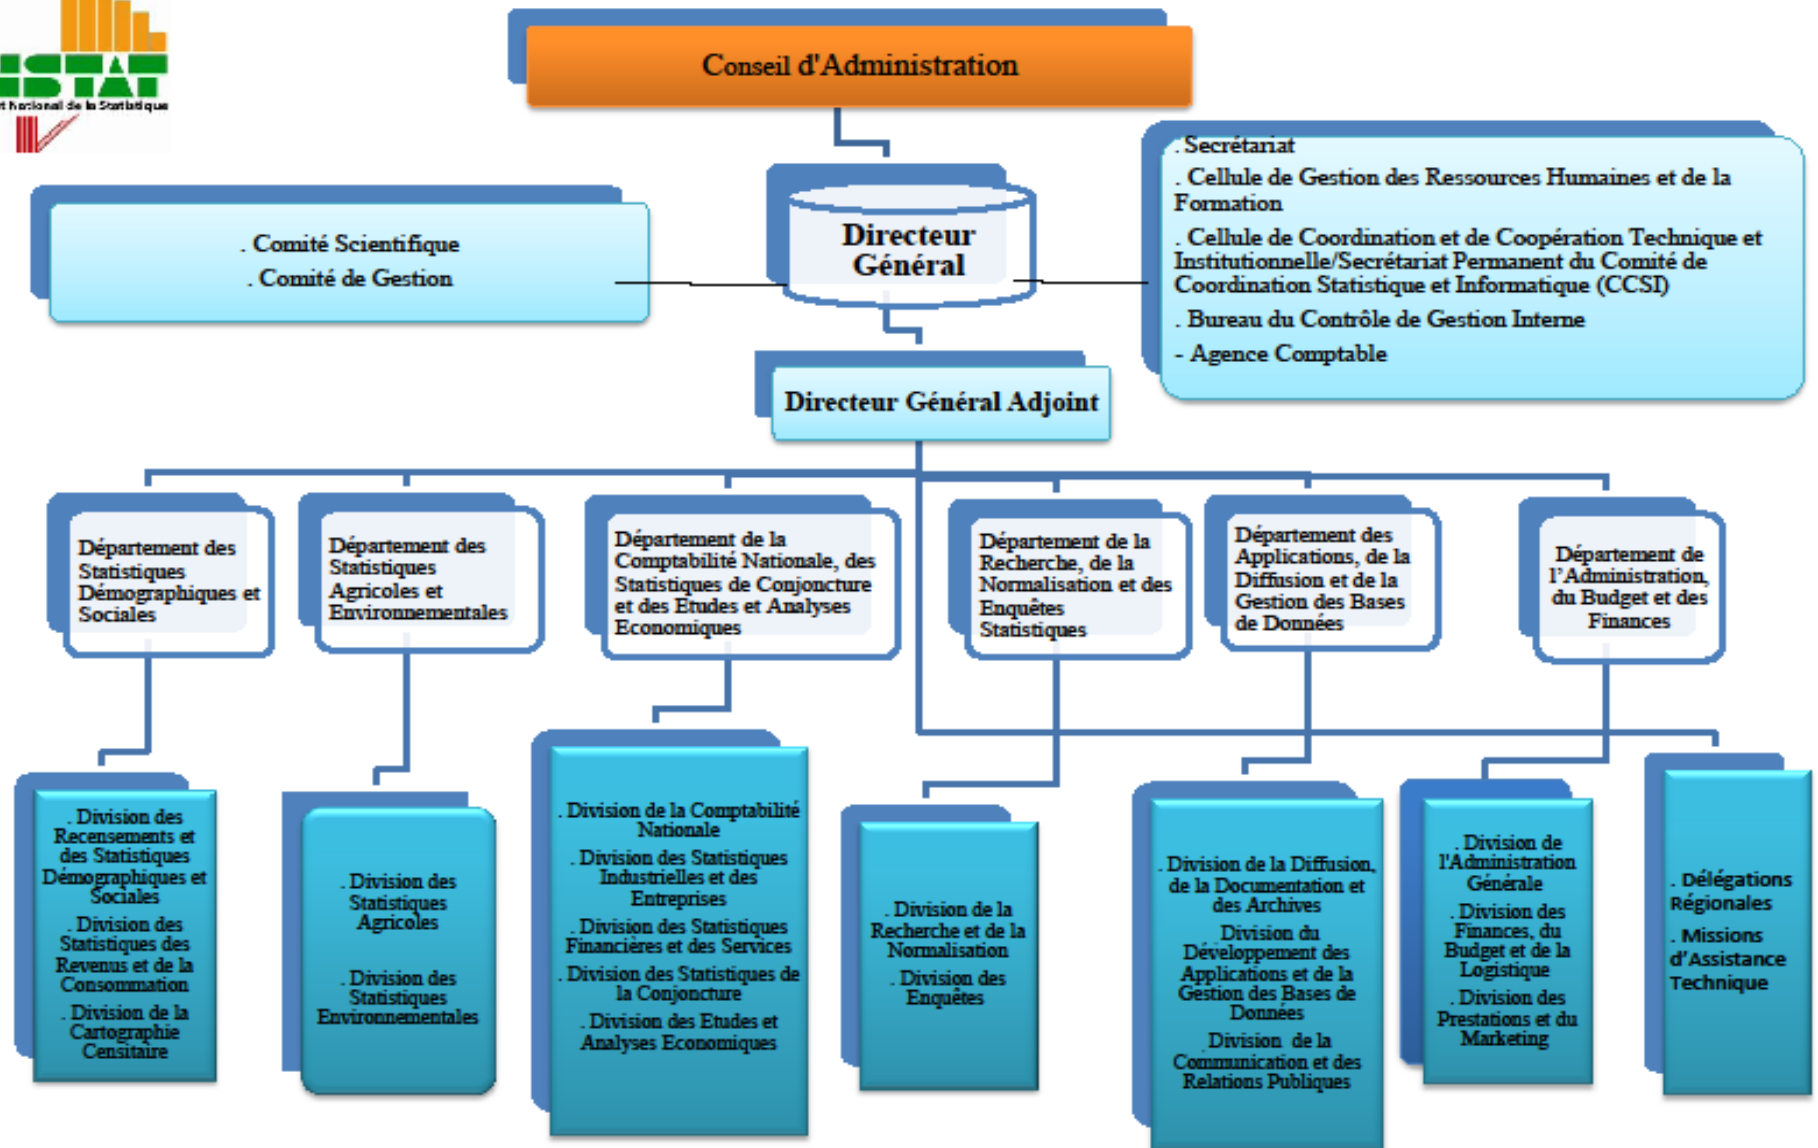 ISTAT
t National de la Statistique
Conseil d'Administration
. Comité Scientifique
. Comité de Gestion
Directeur
Général
. Secrétariat
. Cellule de Gestion des Ressources Humaines et de la
Formation
. Cellule de Coordination et de Coopération Technique et
Institutionnelle/Secrétariat Permanent du Comité de
Coordination Statistique et Informatique (CCSI)
. Bureau du Contrôle de Gestion Interne
- Agence Comptable
Directeur Général Adjoint
Département des
Statistiques
Démographiques et
Sociales
Département des
Statistiques
Agricoles et
Environnementales
Département de la
Comptabilité Nationale, des
Statistiques de Conjoncture
et des Etudes et Analyses
Economiques
Département de la
Recherche, de la
Normalisation et des
Enquêtes
Statistiques
Département des
Applications, de la
Diffusion et de la
Gestion des Bases
de Données
Département de
l’Administration,
du Budget et des
Finances
. Division des
Recensements et
des Statistiques
Démographiques et
Sociales
. Division des
Statistiques des
Revenus et de la
Consommation
. Division de la
Cartographie
Censitaire
. Division des
Statistiques
Agricoles
. Division des
Statistiques
Environnementales
. Division de la Comptabilité
Nationale
. Division des Statistiques
Industrielles et des
Entreprises
. Division des Statistiques
Financières et des Services
. Division des Statistiques de
la Conjoncture
. Division des Etudes et
Analyses Economiques
. Division de la
Recherche et de la
Normalisation
. Division des
Enquêtes
. Division de la Diffusion,
de la Documentation et
des Archives
Division du
Développement des
Applications et de la
Gestion des Bases de
Données
Division de la
Communication et des
Relations Publiques
. Division de
l'Administration
Générale
. Division des
Finances, du
Budget et de la
Logistique
. Division des
Prestations et du
Marketing
. Délégations
Régionales
. Missions
d’Assistance
Technique